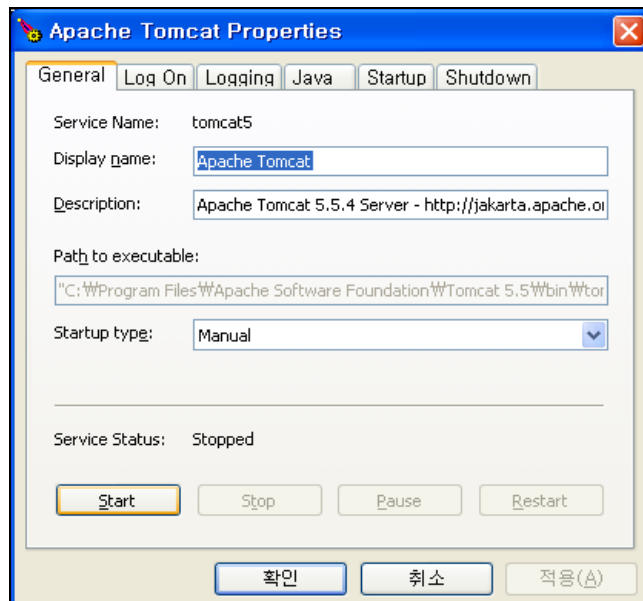 Apache Tomcat Properties
General Log On Logging Java Startup Shutdown
Service Name: tomcat5
Display name: Apache Tomcat
Description: Apache Tomcat 5.5.4 Server - http://jakarta.apache.or
Path to executable:
"C:₩Program Files₩Apache Software Foundation₩Tomcat 5.5₩bin₩tor
Startup type: Manual
Service Status: Stopped
Start Stop Pause Restart
확인 취소 적용(A)